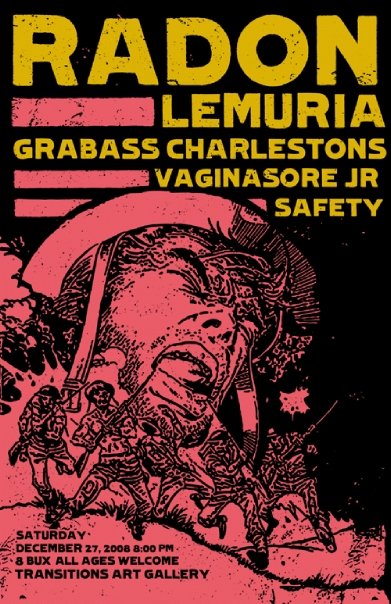 RADON
LEMURIA
GRABASS CHARLESTONS
VAGINASORE JR
SAFETY
SATURDAY
DECEMBER 27, 2008 8:00 PM
8 BUX ALL AGES WELCOME
TRANSITIONS ART GALLERY